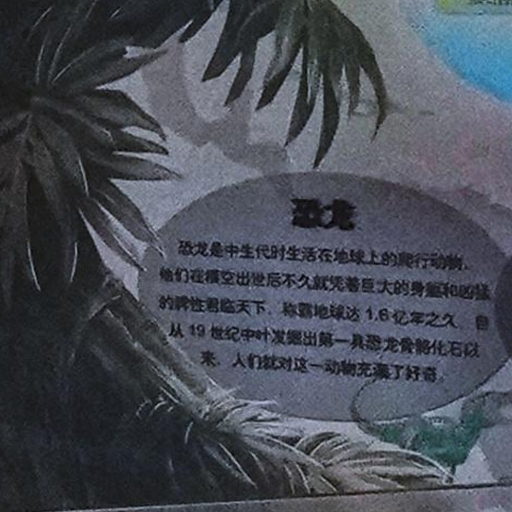 恐龙
恐龙是中生代时生活在地球上的爬行动物，
他们在横空出世后不久就凭着巨大的身躯和凶猛
的脾性君临天下，称霸地球达 1.6 亿年之久。自
从 19 世纪中叶发掘出第一具恐龙骨骼化石以
来，人们就对这一动物充满了好奇。